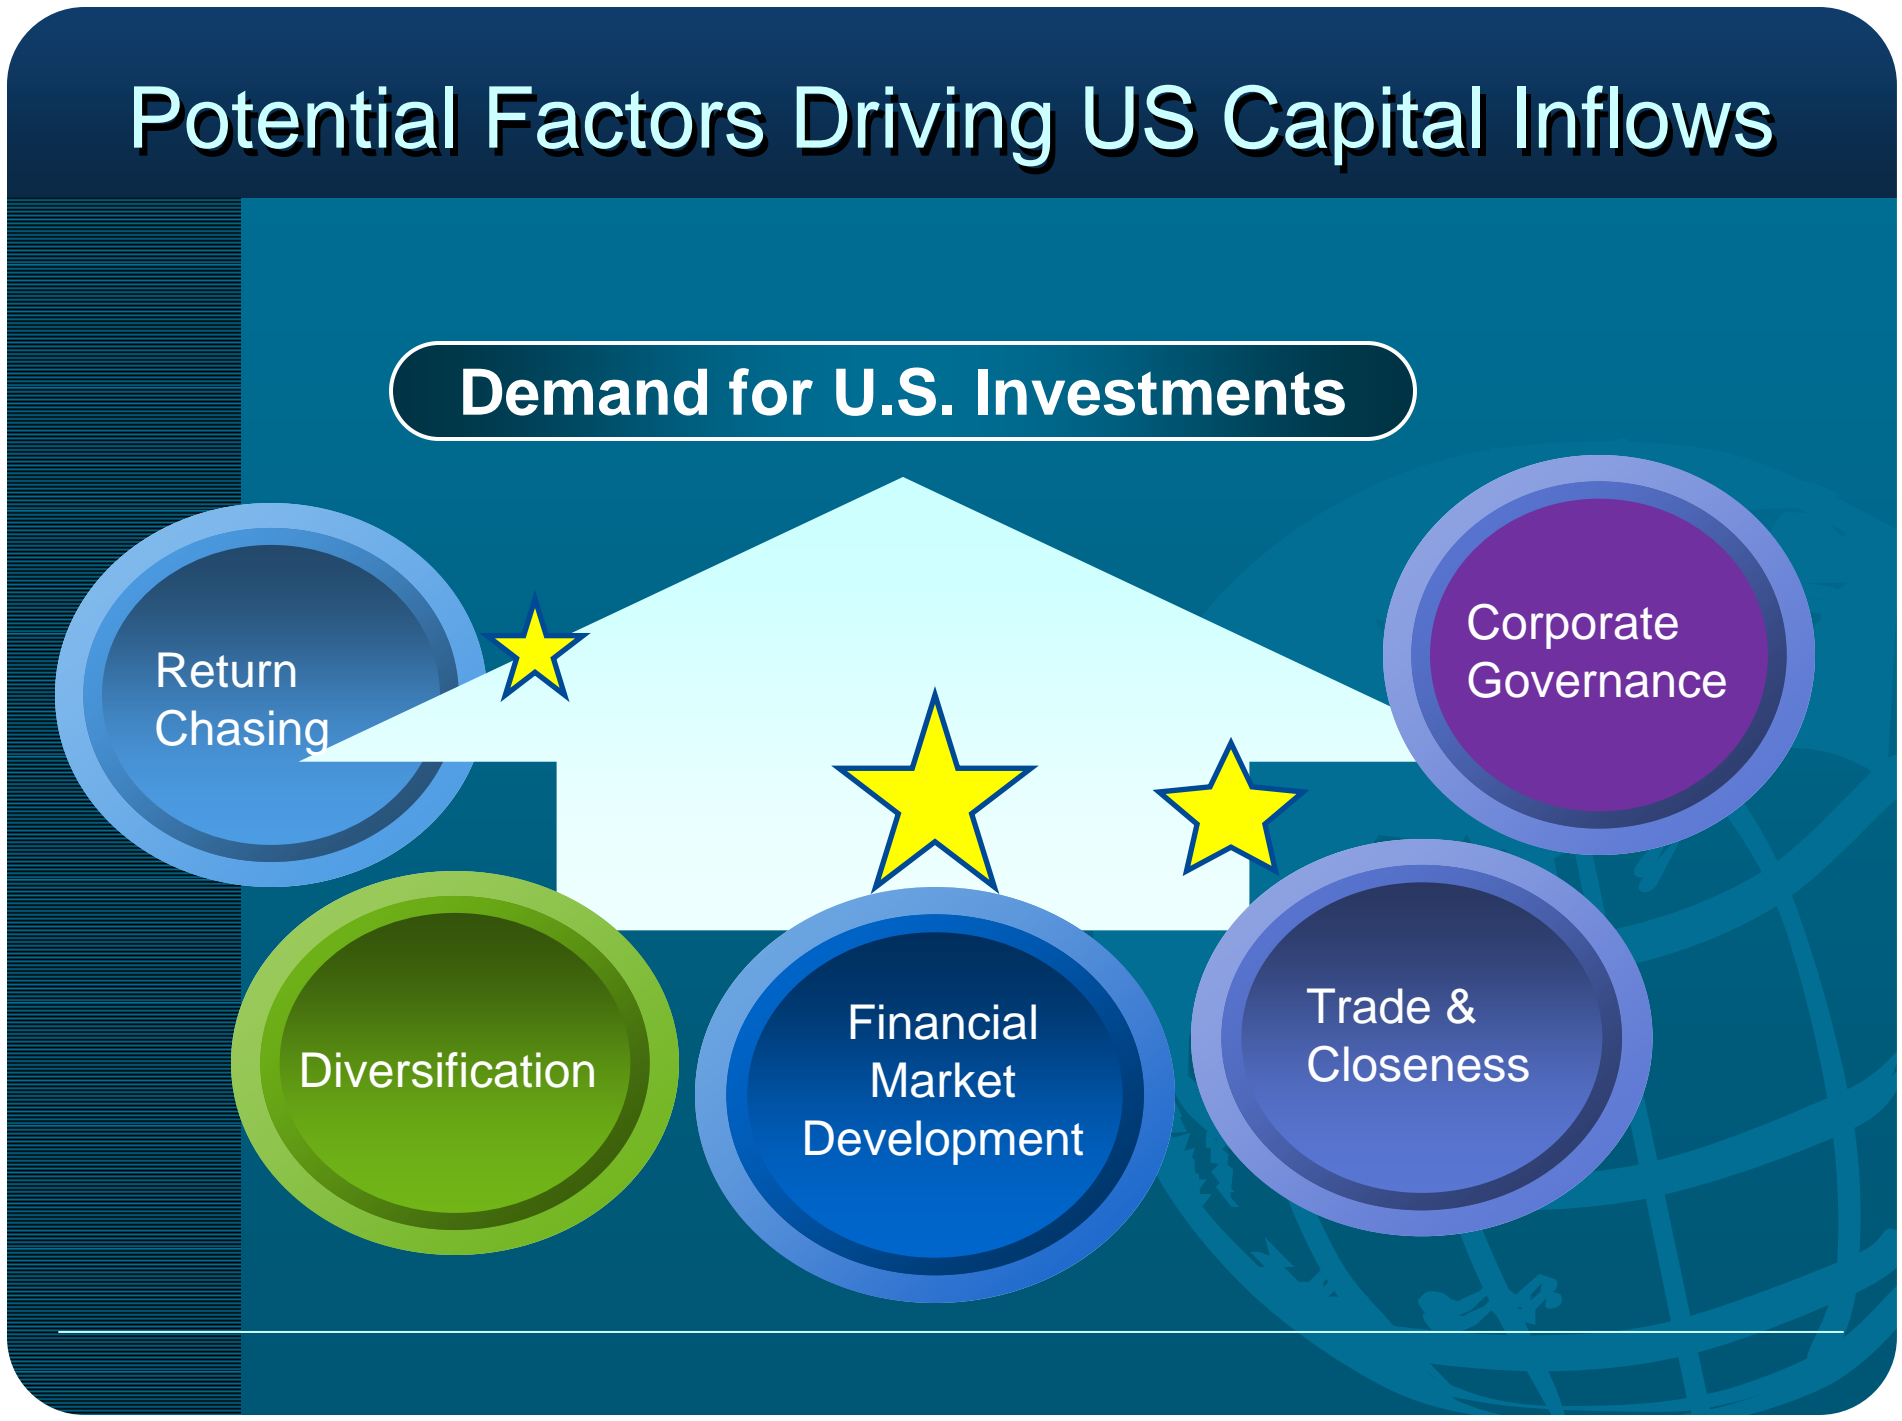 Potential Factors Driving US Capital Inflows
Demand for U.S. Investments
Return
Chasing
Corporate
Governance
Diversification
Financial
Market
Development
Trade &
Closeness